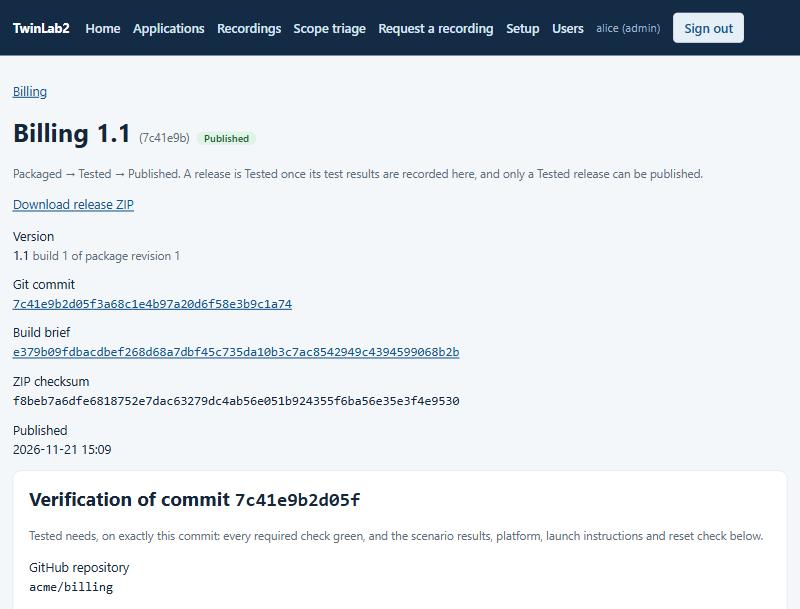 TwinLab2 Home Applications Recordings Scope triage Request a recording Setup Users alice (admin) Sign out
Billing
Billing 1.1 (7c41e9b) Published
Packaged → Tested → Published. A release is Tested once its test results are recorded here, and only a Tested release can be published.
Download release ZIP
Version
1.1 build 1 of package revision 1
Git commit
7c41e9b2d05f3a68c1e4b97a20d6f58e3b9c1a74
Build brief
e379b09fdbacdbef268d68a7dbf45c735da10b3c7ac8542949c4394599068b2b
ZIP checksum
f8beb7a6dfe6818752e7dac63279dc4ab56e051b924355f6ba56e35e3f4e9530
Published
2026-11-21 15:09
Verification of commit 7c41e9b2d05f
Tested needs, on exactly this commit: every required check green, and the scenario results, platform, launch instructions and reset check below.
GitHub repository
acme/billing